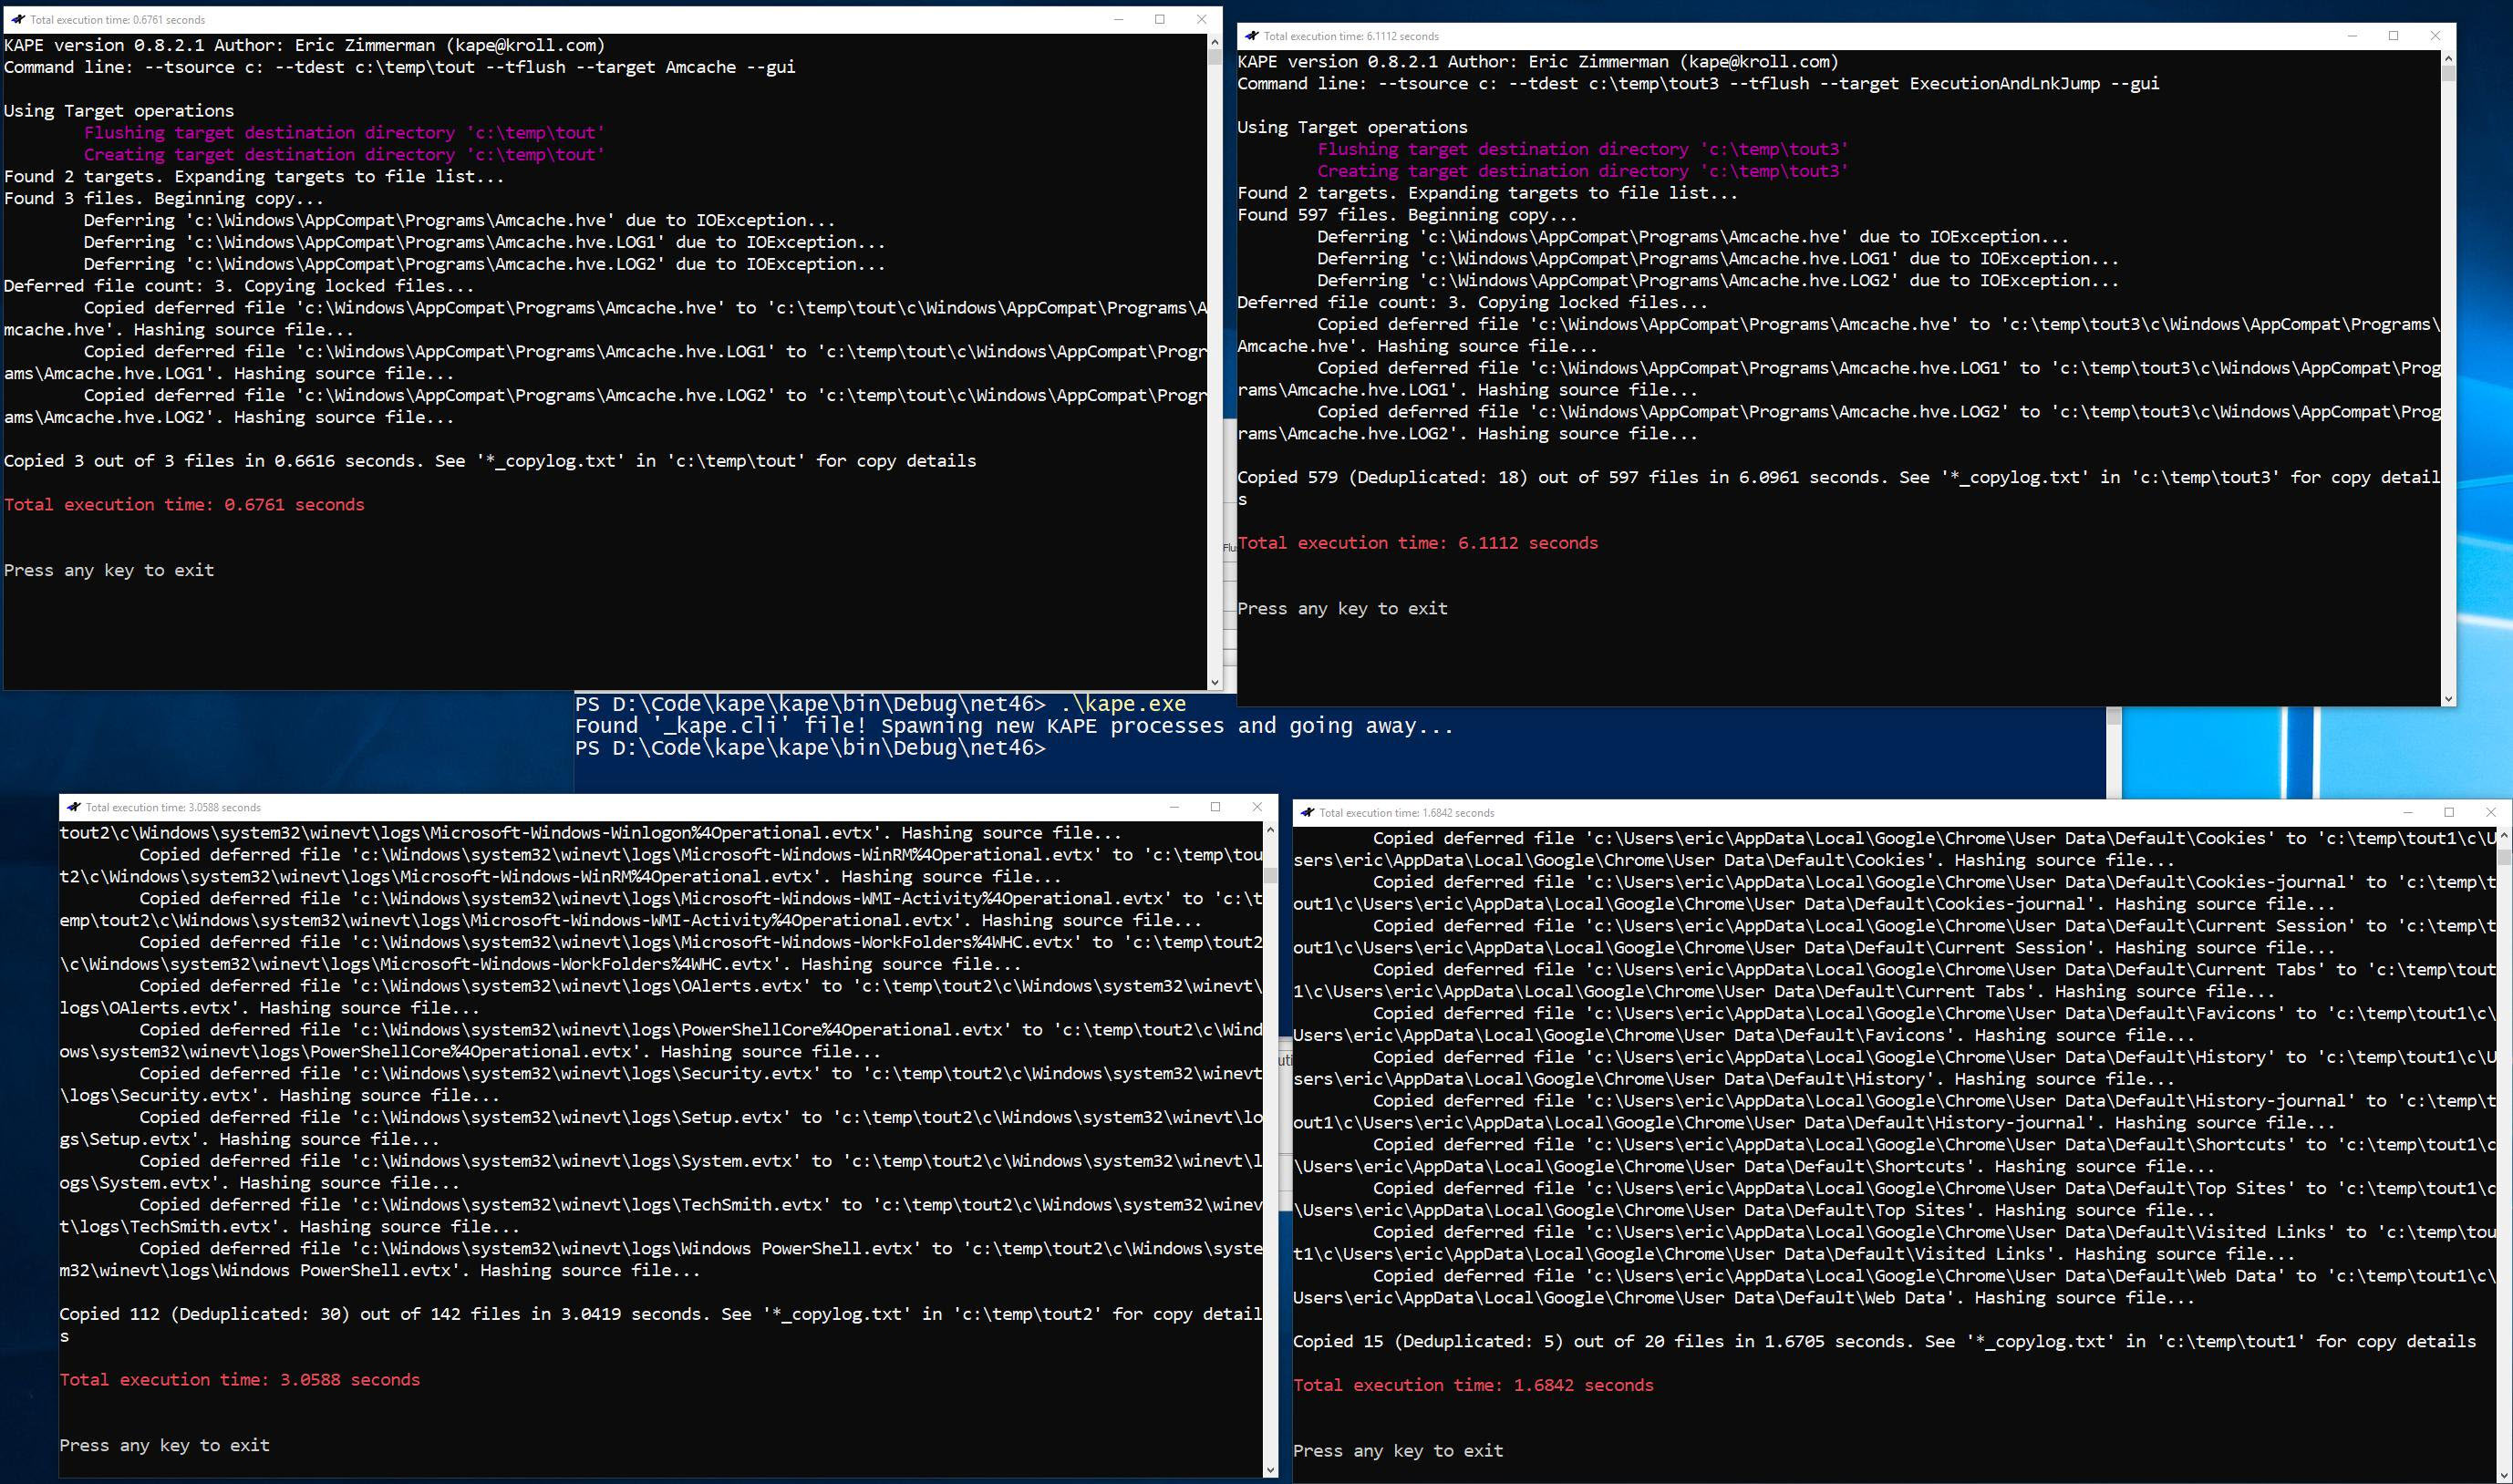 Total execution time: 0.6761 seconds
KAPE version 0.8.2.1 Author: Eric Zimmerman (kape@kroll.com)
Command line: --tsource c: --tdest c:\temp\tout --tflush --target Amcache --gui
Using Target operations
Flushing target destination directory 'c:\temp\tout'
Creating target destination directory 'c:\temp\tout'
Found 2 targets. Expanding targets to file list...
Found 3 files. Beginning copy...
Deferring 'c:\Windows\AppCompat\Programs\Amcache.hve' due to IOException...
Deferring 'c:\Windows\AppCompat\Programs\Amcache.hve.LOG1' due to IOException...
Deferring 'c:\Windows\AppCompat\Programs\Amcache.hve.LOG2' due to IOException...
Deferred file count: 3. Copying locked files...
Copied deferred file 'c:\Windows\AppCompat\Programs\Amcache.hve' to 'c:\temp\tout\c\Windows\AppCompat\Programs\A
mcache.hve'. Hashing source file...
Copied deferred file 'c:\Windows\AppCompat\Programs\Amcache.hve.LOG1' to 'c:\temp\tout\c\Windows\AppCompat\Progr
ams\Amcache.hve.LOG1'. Hashing source file...
Copied deferred file 'c:\Windows\AppCompat\Programs\Amcache.hve.LOG2' to 'c:\temp\tout\c\Windows\AppCompat\Progr
ams\Amcache.hve.LOG2'. Hashing source file...
Copied 3 out of 3 files in 0.6616 seconds. See '*_copylog.txt' in 'c:\temp\tout' for copy details
Total execution time: 0.6761 seconds
Press any key to exit
Total execution time: 6.1112 seconds
KAPE version 0.8.2.1 Author: Eric Zimmerman (kape@kroll.com)
Command line: --tsource c: --tdest c:\temp\tout3 --tflush --target ExecutionAndLnkJump --gui
Using Target operations
Flushing target destination directory 'c:\temp\tout3'
Creating target destination directory 'c:\temp\tout3'
Found 2 targets. Expanding targets to file list...
Found 597 files. Beginning copy...
Deferring 'c:\Windows\AppCompat\Programs\Amcache.hve' due to IOException...
Deferring 'c:\Windows\AppCompat\Programs\Amcache.hve.LOG1' due to IOException...
Deferring 'c:\Windows\AppCompat\Programs\Amcache.hve.LOG2' due to IOException...
Deferred file count: 3. Copying locked files...
Copied deferred file 'c:\Windows\AppCompat\Programs\Amcache.hve' to 'c:\temp\tout3\c\Windows\AppCompat\Programs\
Amcache.hve'. Hashing source file...
Copied deferred file 'c:\Windows\AppCompat\Programs\Amcache.hve.LOG1' to 'c:\temp\tout3\c\Windows\AppCompat\Prog
rams\Amcache.hve.LOG1'. Hashing source file...
Copied deferred file 'c:\Windows\AppCompat\Programs\Amcache.hve.LOG2' to 'c:\temp\tout3\c\Windows\AppCompat\Prog
rams\Amcache.hve.LOG2'. Hashing source file...
Copied 579 (Deduplicated: 18) out of 597 files in 6.0961 seconds. See '*_copylog.txt' in 'c:\temp\tout3' for copy detail
s
Total execution time: 6.1112 seconds
Press any key to exit
Flu
PS D:\Code\kape\kape\bin\Debug\net46> .\kape.exe
Found '_kape.cli' file! Spawning new KAPE processes and going away...
PS D:\Code\kape\kape\bin\Debug\net46>
Total execution time: 3.0588 seconds
tout2\c\Windows\system32\winevt\logs\Microsoft-Windows-Winlogon%4Operational.evtx'. Hashing source file...
Copied deferred file 'c:\Windows\system32\winevt\logs\Microsoft-Windows-WinRM%4Operational.evtx' to 'c:\temp\tou
t2\c\Windows\system32\winevt\logs\Microsoft-Windows-WinRM%4Operational.evtx'. Hashing source file...
Copied deferred file 'c:\Windows\system32\winevt\logs\Microsoft-Windows-WMI-Activity%4Operational.evtx' to 'c:\t
emp\tout2\c\Windows\system32\winevt\logs\Microsoft-Windows-WMI-Activity%4Operational.evtx'. Hashing source file...
Copied deferred file 'c:\Windows\system32\winevt\logs\Microsoft-Windows-WorkFolders%4WHC.evtx' to 'c:\temp\tout2
\c\Windows\system32\winevt\logs\Microsoft-Windows-WorkFolders%4WHC.evtx'. Hashing source file...
Copied deferred file 'c:\Windows\system32\winevt\logs\OAlerts.evtx' to 'c:\temp\tout2\c\Windows\system32\winevt\
logs\OAlerts.evtx'. Hashing source file...
Copied deferred file 'c:\Windows\system32\winevt\logs\PowerShellCore%4Operational.evtx' to 'c:\temp\tout2\c\Wind
ows\system32\winevt\logs\PowerShellCore%4Operational.evtx'. Hashing source file...
Copied deferred file 'c:\Windows\system32\winevt\logs\Security.evtx' to 'c:\temp\tout2\c\Windows\system32\winevt
\logs\Security.evtx'. Hashing source file...
Copied deferred file 'c:\Windows\system32\winevt\logs\Setup.evtx' to 'c:\temp\tout2\c\Windows\system32\winevt\lo
gs\Setup.evtx'. Hashing source file...
Copied deferred file 'c:\Windows\system32\winevt\logs\System.evtx' to 'c:\temp\tout2\c\Windows\system32\winevt\l
ogs\System.evtx'. Hashing source file...
Copied deferred file 'c:\Windows\system32\winevt\logs\TechSmith.evtx' to 'c:\temp\tout2\c\Windows\system32\winev
t\logs\TechSmith.evtx'. Hashing source file...
Copied deferred file 'c:\Windows\system32\winevt\logs\Windows PowerShell.evtx' to 'c:\temp\tout2\c\Windows\syste
m32\winevt\logs\Windows PowerShell.evtx'. Hashing source file...
Copied 112 (Deduplicated: 30) out of 142 files in 3.0419 seconds. See '*_copylog.txt' in 'c:\temp\tout2' for copy detail
s
Total execution time: 3.0588 seconds
Press any key to exit
uti
Total execution time: 1.6842 seconds
Copied deferred file 'c:\Users\eric\AppData\Local\Google\Chrome\User Data\Default\Cookies' to 'c:\temp\tout1\c\U
sers\eric\AppData\Local\Google\Chrome\User Data\Default\Cookies'. Hashing source file...
Copied deferred file 'c:\Users\eric\AppData\Local\Google\Chrome\User Data\Default\Cookies-journal' to 'c:\temp\t
out1\c\Users\eric\AppData\Local\Google\Chrome\User Data\Default\Cookies-journal'. Hashing source file...
Copied deferred file 'c:\Users\eric\AppData\Local\Google\Chrome\User Data\Default\Current Session' to 'c:\temp\t
out1\c\Users\eric\AppData\Local\Google\Chrome\User Data\Default\Current Session'. Hashing source file...
Copied deferred file 'c:\Users\eric\AppData\Local\Google\Chrome\User Data\Default\Current Tabs' to 'c:\temp\tout
1\c\Users\eric\AppData\Local\Google\Chrome\User Data\Default\Current Tabs'. Hashing source file...
Copied deferred file 'c:\Users\eric\AppData\Local\Google\Chrome\User Data\Default\Favicons' to 'c:\temp\tout1\c\
Users\eric\AppData\Local\Google\Chrome\User Data\Default\Favicons'. Hashing source file...
Copied deferred file 'c:\Users\eric\AppData\Local\Google\Chrome\User Data\Default\History' to 'c:\temp\tout1\c\U
sers\eric\AppData\Local\Google\Chrome\User Data\Default\History'. Hashing source file...
Copied deferred file 'c:\Users\eric\AppData\Local\Google\Chrome\User Data\Default\History-journal' to 'c:\temp\t
out1\c\Users\eric\AppData\Local\Google\Chrome\User Data\Default\History-journal'. Hashing source file...
Copied deferred file 'c:\Users\eric\AppData\Local\Google\Chrome\User Data\Default\Shortcuts' to 'c:\temp\tout1\c
\Users\eric\AppData\Local\Google\Chrome\User Data\Default\Shortcuts'. Hashing source file...
Copied deferred file 'c:\Users\eric\AppData\Local\Google\Chrome\User Data\Default\Top Sites' to 'c:\temp\tout1\c
\Users\eric\AppData\Local\Google\Chrome\User Data\Default\Top Sites'. Hashing source file...
Copied deferred file 'c:\Users\eric\AppData\Local\Google\Chrome\User Data\Default\Visited Links' to 'c:\temp\tou
t1\c\Users\eric\AppData\Local\Google\Chrome\User Data\Default\Visited Links'. Hashing source file...
Copied deferred file 'c:\Users\eric\AppData\Local\Google\Chrome\User Data\Default\Web Data' to 'c:\temp\tout1\c\
Users\eric\AppData\Local\Google\Chrome\User Data\Default\Web Data'. Hashing source file...
Copied 15 (Deduplicated: 5) out of 20 files in 1.6705 seconds. See '*_copylog.txt' in 'c:\temp\tout1' for copy details
Total execution time: 1.6842 seconds
Press any key to exit